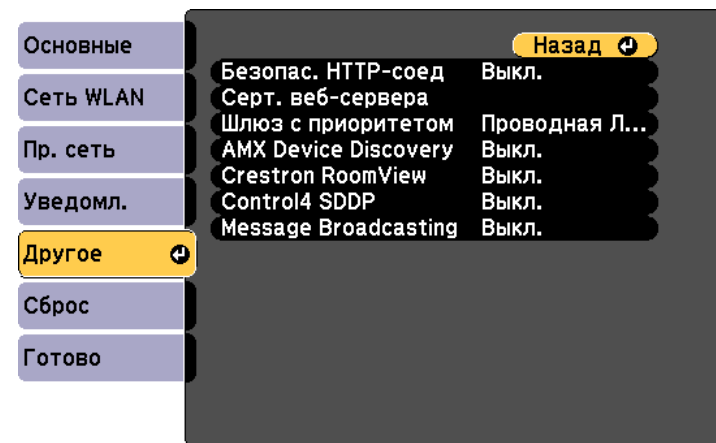 Основные
Сеть WLAN
Пр. сеть
Уведомл.
Другое
Сброс
Готово
Назад
Безопас. HTTP-соед Выкл.
Серт. веб-сервера
Шлюз с приоритетом Проводная Л...
AMX Device Discovery Выкл.
Crestron RoomView Выкл.
Control4 SDDP Выкл.
Message Broadcasting Выкл.